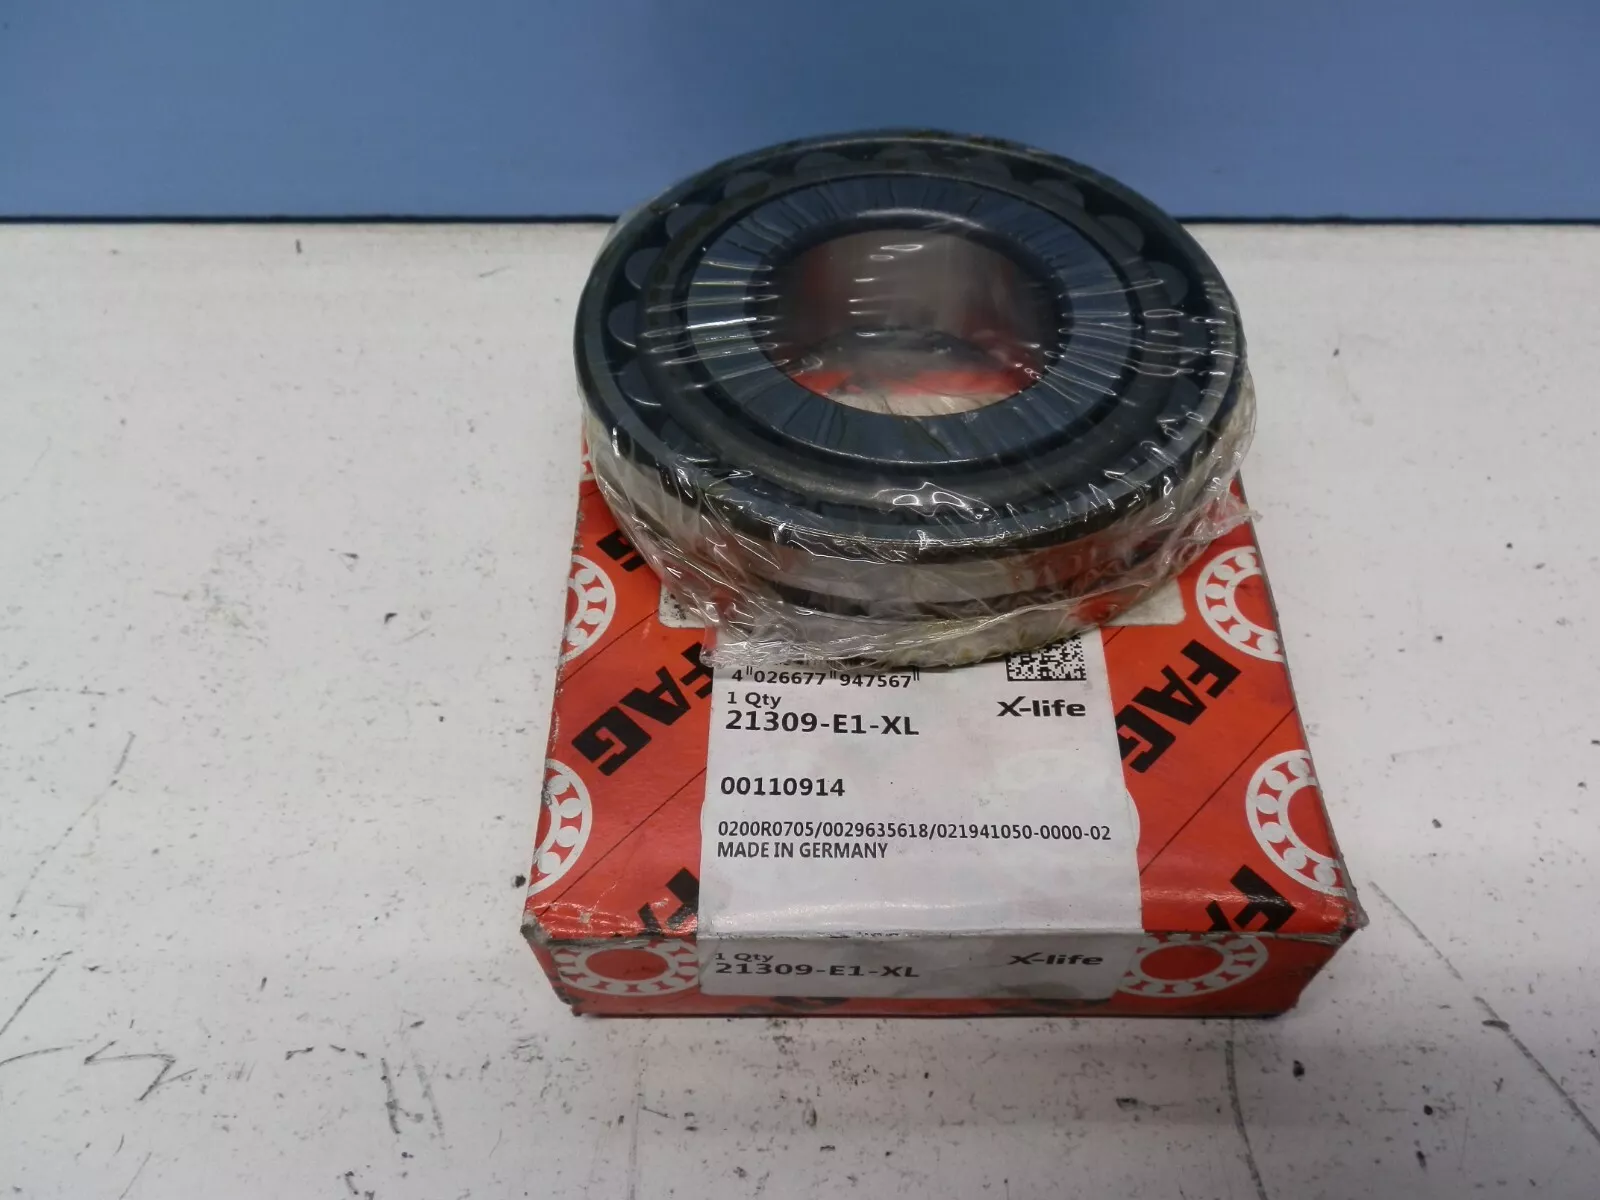 4 026677 947567
1 Qty
21309-E1-XL
X-life
00110914
0200R0705/0029635618/021941050-0000-02
MADE IN GERMANY
1 Qty
21309-E1-XL
X-life
FAG
FAG